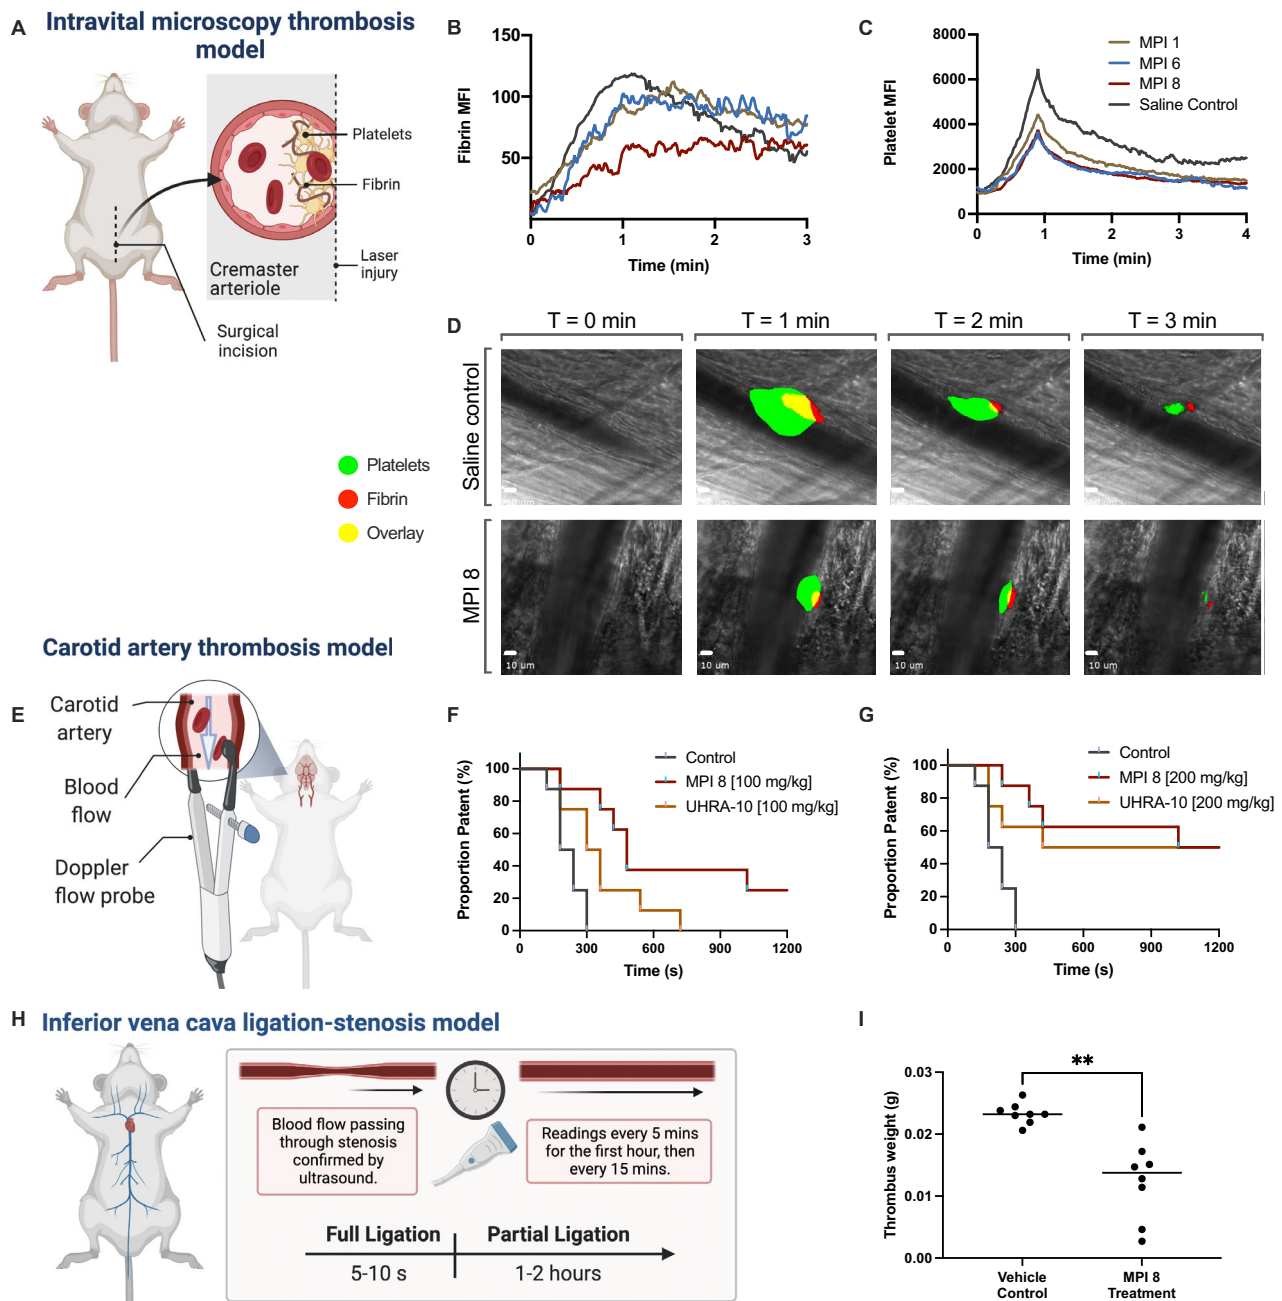 A
Intravital microscopy thrombosis
model
Platelets
Fibrin
Laser
injury
Cremaster
arteriole
Surgical
incision
B
Fibrin MFI
150
100
50
0
1
2
3
Time (min)
C
Platelet MFI
8000
6000
4000
2000
0
0
1
2
3
4
Time (min)
MPI 1
MPI 6
MPI 8
Saline Control
D
T = 0 min
T = 1 min
T = 2 min
T = 3 min
Saline control
MPI 8
10 um
10 um
10 um
10 um
Platelets
Fibrin
Overlay
Carotid artery thrombosis model
E
Carotid
artery
Blood
flow
Doppler
flow probe
F
Proportion Patent (%)
100
80
60
40
20
0
0
300
600
900
1200
Time (s)
Control
MPI 8 [100 mg/kg]
UHRA-10 [100 mg/kg]
G
Proportion Patent (%)
100
80
60
40
20
0
0
300
600
900
1200
Time (s)
Control
MPI 8 [200 mg/kg]
UHRA-10 [200 mg/kg]
H
Inferior vena cava ligation-stenosis model
Blood flow passing
through stenosis
confirmed by
ultrasound.
Readings every 5 mins
for the first hour, then
every 15 mins.
Full Ligation
Partial Ligation
5-10 s
1-2 hours
I
Thrombus weight (g)
0.03
0.02
0.01
0.00
**
Vehicle
Control
MPI 8
Treatment